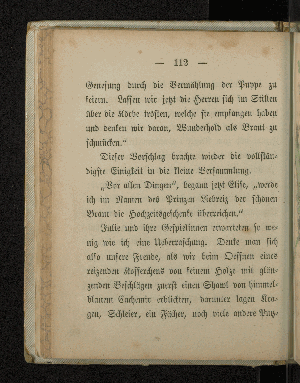 — 112 —
Genesung durch die Vermählung der Puppe zu
feiern. Lassen wir jetzt die Herren sich im Stillen
über die Körbe trösten, welche sie empfangen haben
und denken wir daran, Wunderhold als Braut zu
schmücken."
Dieser Vorschlag brachte wieder die vollstän-
digste Einigkeit in die kleine Versammlung.
„Vor allen Dingen", begann jetzt Elise, „werde
ich im Namen des Prinzen Liebreiz der schönen
Braut die Hochzeitsgeschenke überreichen."
Julie und ihre Gespielinnen erwarteten so we-
nig wie ich eine Ueberraschung. Denke man sich
also unsere Freude, als wir beim Oeffnen eines
reizenden Kofferchens von feinem Holze mit glän-
zenden Beschlägen zuerst einen Shawl von himmel-
blauem Cachemir erblickten, darunter lagen Kra-
gen, Schleier, ein Fächer, noch viele andere Putz-